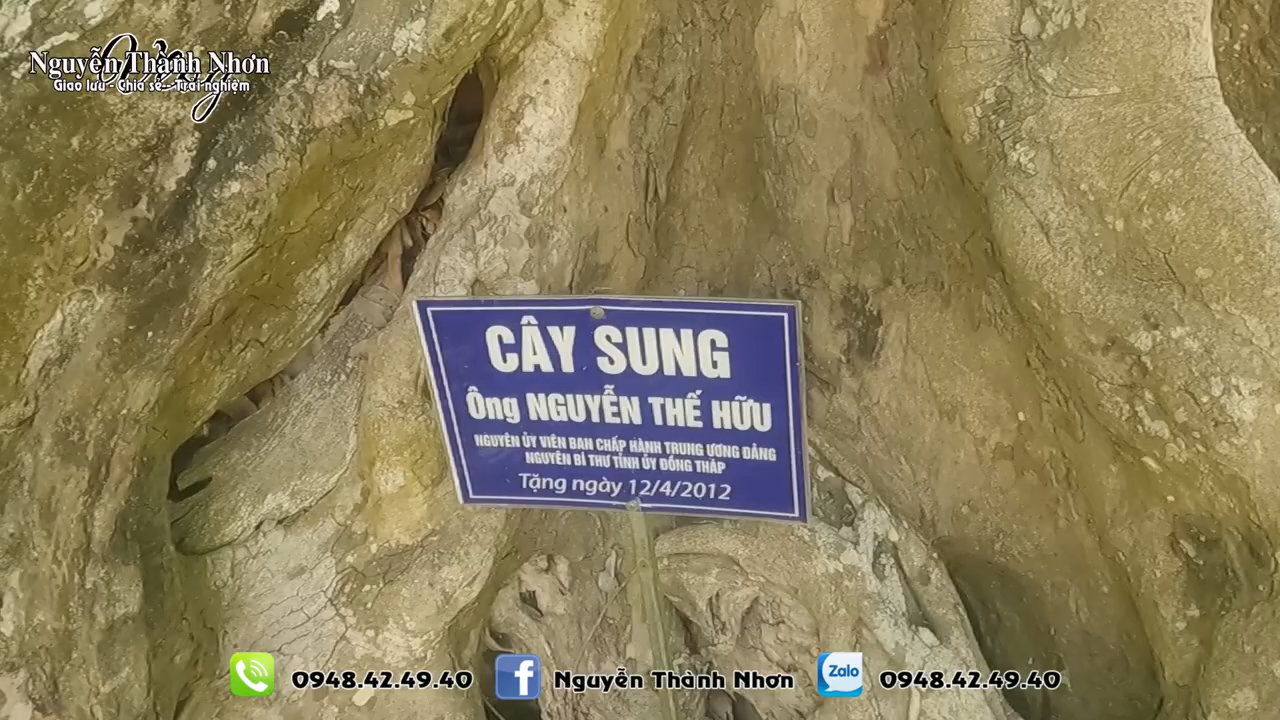 Nguyễn Thành Nhơn
Giao lưu - Chia sẻ - Trải nghiệm
CÂY SUNG
Ông NGUYỄN THẾ HỮU
NGUYÊN ỦY VIÊN BAN CHẤP HÀNH TRUNG ƯƠNG ĐẢNG
NGUYÊN BÍ THƯ TỈNH ỦY ĐỒNG THÁP
Tặng ngày 12/4/2012
0948.42.49.40
f
Nguyễn Thành Nhơn
Zalo
0948.42.49.40